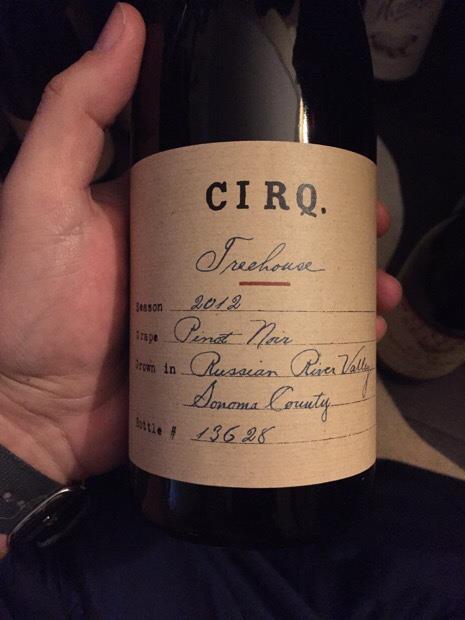 CIRQ.
Treehouse
Season 2012
Grape Pinot Noir
Grown in Russian River Valley
Sonoma County
Bottle # 13628